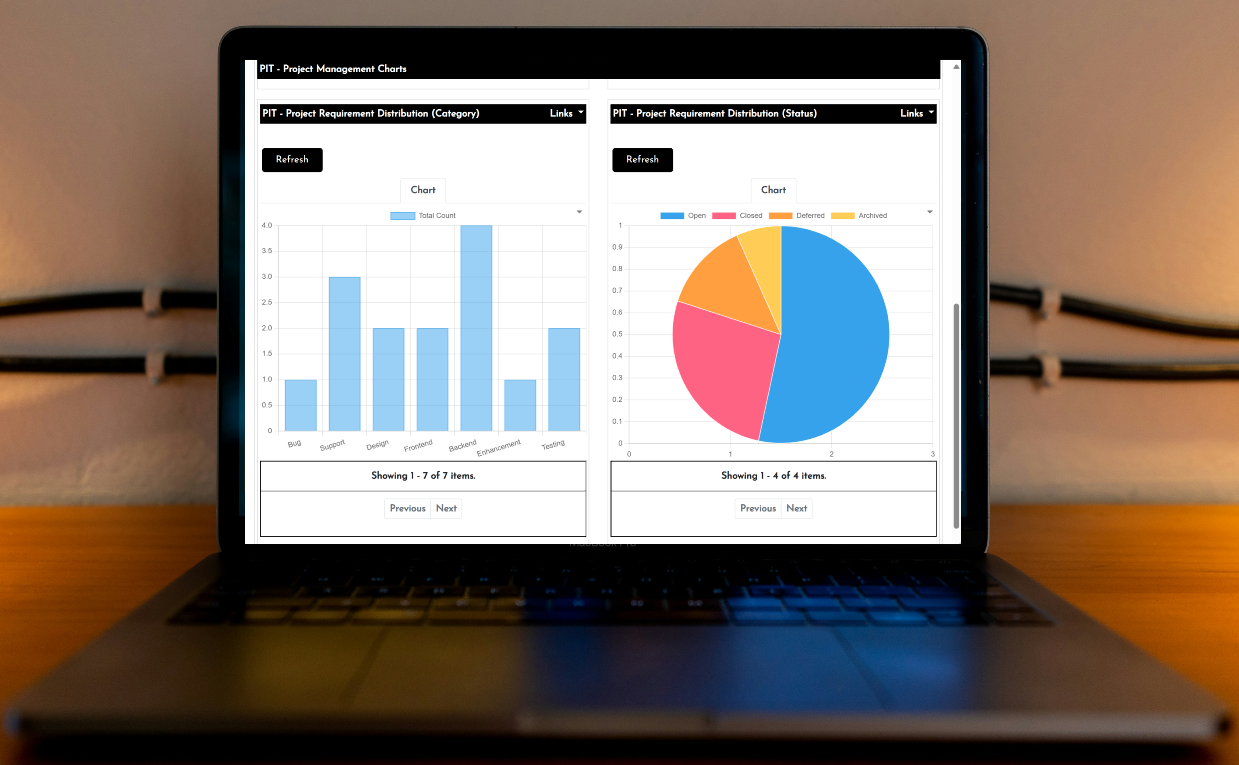 PIT - Project Management Charts
PIT - Project Requirement Distribution (Category)
Links
Refresh
Chart
Total Count
4.0
3.5
3.0
2.5
2.0
1.5
1.0
0.5
0
Bug
Support
Design
Frontend
Backend
Enhancement
Testing
Showing 1 - 7 of 7 items.
Previous Next
PIT - Project Requirement Distribution (Status)
Links
Refresh
Chart
Open Closed Deferred Archived
1
0.9
0.8
0.7
0.6
0.5
0.4
0.3
0.2
0.1
0
0 1 2 3
Showing 1 - 4 of 4 items.
Previous Next